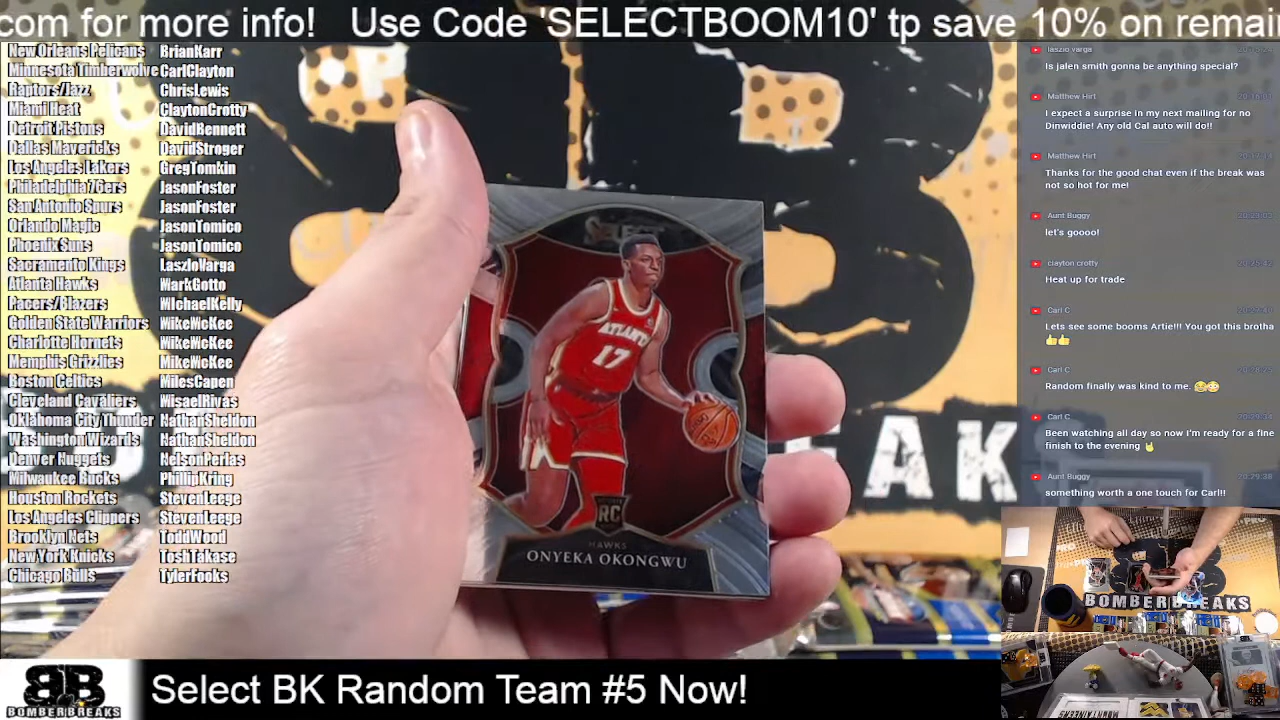 com for more info!   Use Code 'SELECTBOOM10' tp save 10% on remai
New Orleans Pelicans BrianKarr
Minnesota Timberwolve CarlClayton
Raptors/Jazz ChrisLewis
Miami Heat ClaytonCrotty
Detroit Pistons DavidBennett
Dallas Mavericks DavidStroger
Los Angeles Lakers GregTomkin
Philadelphia 76ers JasonFoster
San Antonio Spurs JasonFoster
Orlando Magic JasonTomico
Phoenix Suns JasonTomico
Sacramento Kings LaszloVarga
Atlanta Hawks MarkGotto
Pacers/Blazers MIchaelKelly
Golden State Warriors MikeMcKee
Charlotte Hornets MikeMcKee
Memphis Grizzlies MikeMcKee
Boston Celtics MilesCapen
Cleveland Cavaliers MisaelRivas
Oklahoma City Thunder NathanSheldon
Washington Wizards NathanSheldon
Denver Nuggets NelsonPerlas
Milwaukee Bucks PhillipKring
Houston Rockets StevenLeege
Los Angeles Clippers StevenLeege
Brooklyn Nets ToddWood
New York Knicks ToshTakase
Chicago Bulls TylerFooks
SELECT
ATLANTA
17
RC
HAWKS
ONYEKA OKONGWU
EAK
laszlo varga
Is jalen smith gonna be anything special?
Matthew Hirt
I expect a surprise in my next mailing for no
Dinwiddie! Any old Cal auto will do!!
Matthew Hirt
Thanks for the good chat even if the break was
not so hot for me!
Aunt Buggy
let's goooo!
clayton crotty
Heat up for trade
Carl C
Lets see some booms Artie!!! You got this brotha
👍👍
Carl C
Random finally was kind to me. 😂😳
Carl C
Been watching all day so now I'm ready for a fine
finish to the evening 🤘
Aunt Buggy 20:29:38
something worth a one touch for Carl!!
BOMBERBREAKS
MOUNTAINEERS
BB
BOMBERBREAKS
Select BK Random Team #5 Now!